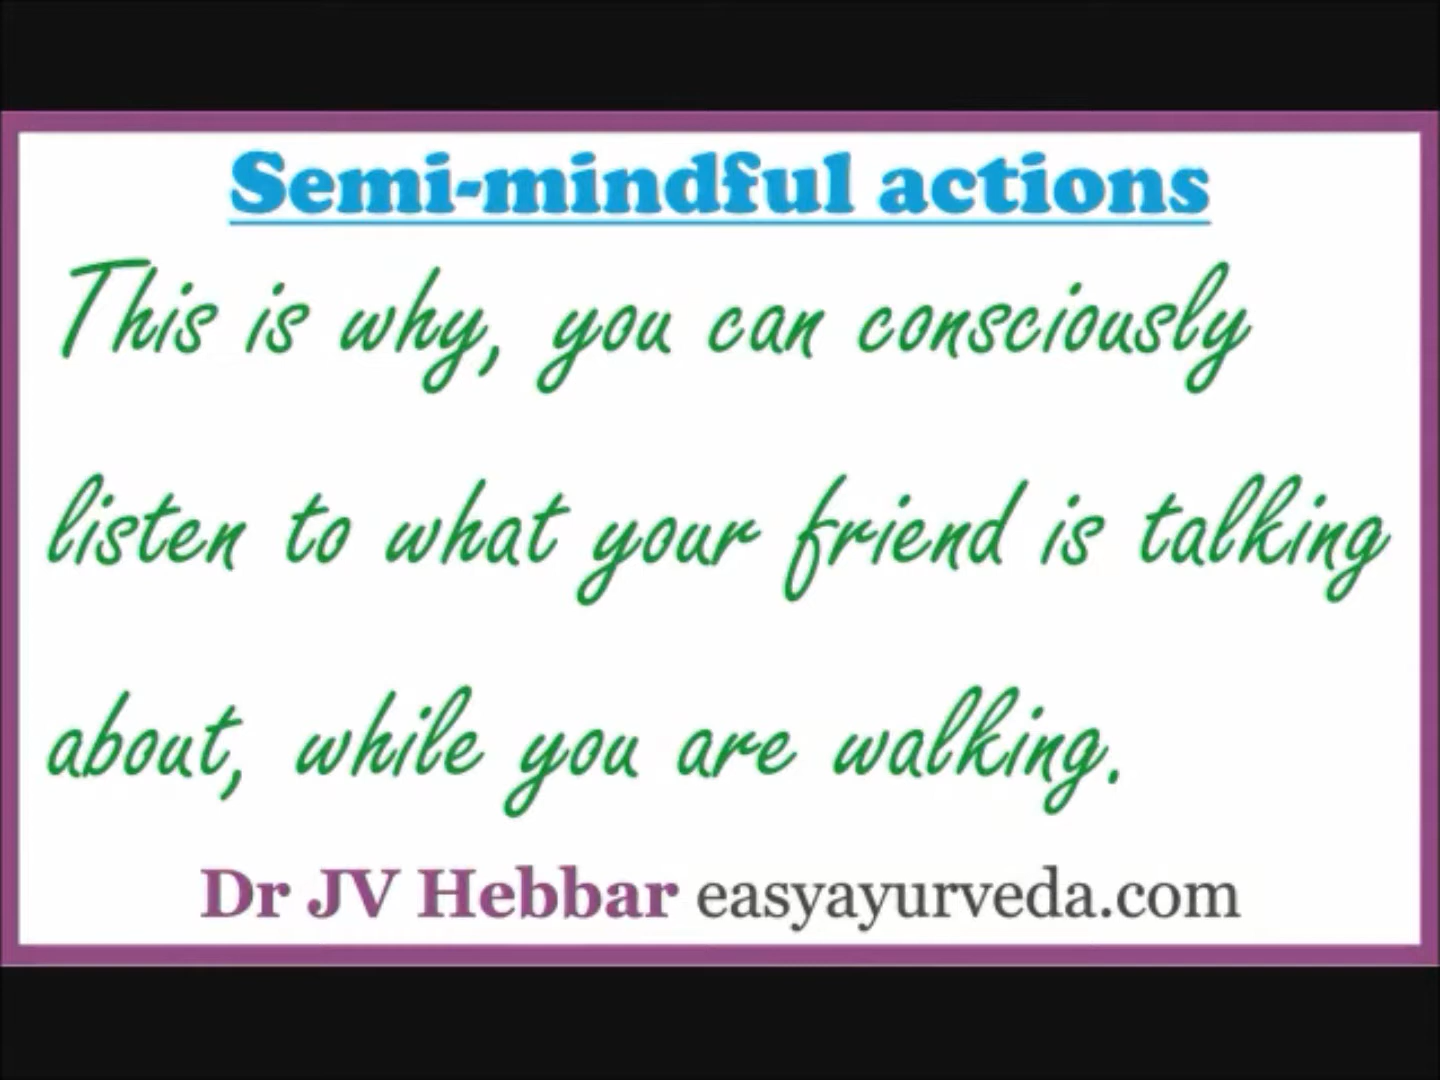 Semi-mindful actions
This is why, you can consciously
listen to what your friend is talking
about, while you are walking.
Dr JV Hebbar easyayurveda.com